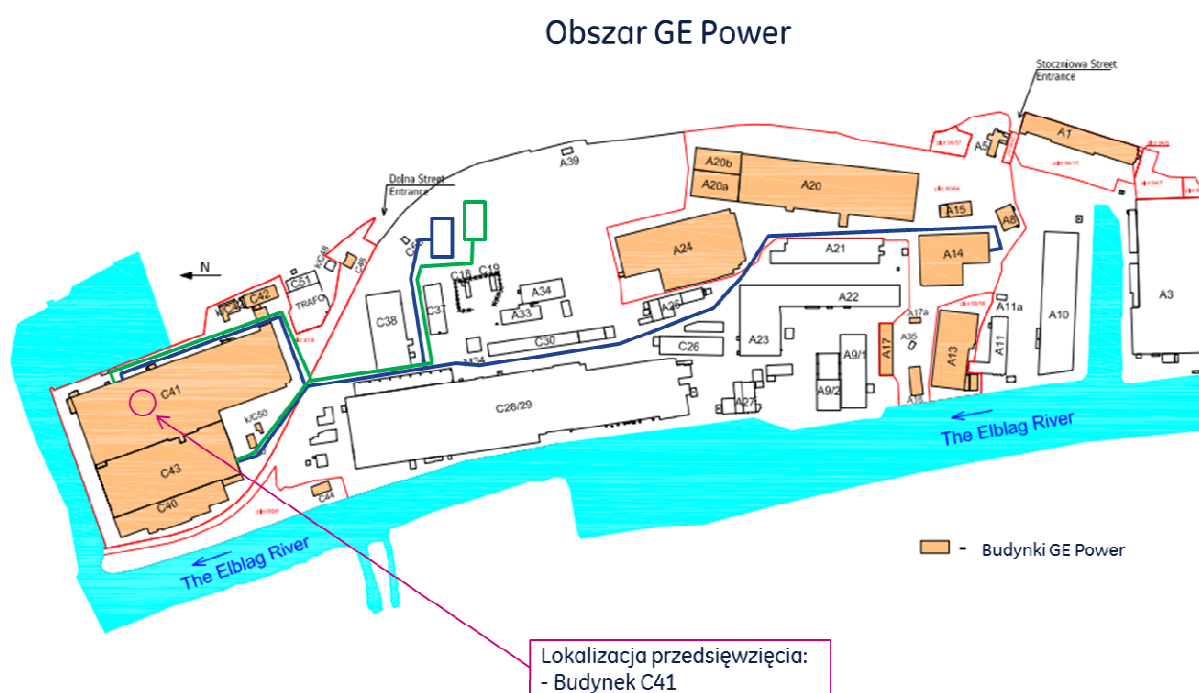 Obszar GE Power
Stoczniowa Street
Entrance
A1
A5
A39
A20b
A20a
A20
Dolna Street
Entrance
A15
A8
A24
A14
A21
N
C42
C51
TRAFO
C18
C19
C37
C38
A34
A33
A26
A22
A17a
A11a
A3
A10
C30
C26
A23
A35
A11
A9/1
A17
A13
C41
k/C50
C28/29
A9/2
A27
A16
The Elblag River
C43
C40
C44
The Elblag River
- Budynki GE Power
Lokalizacja przedsięwzięcia:
- Budynek C41